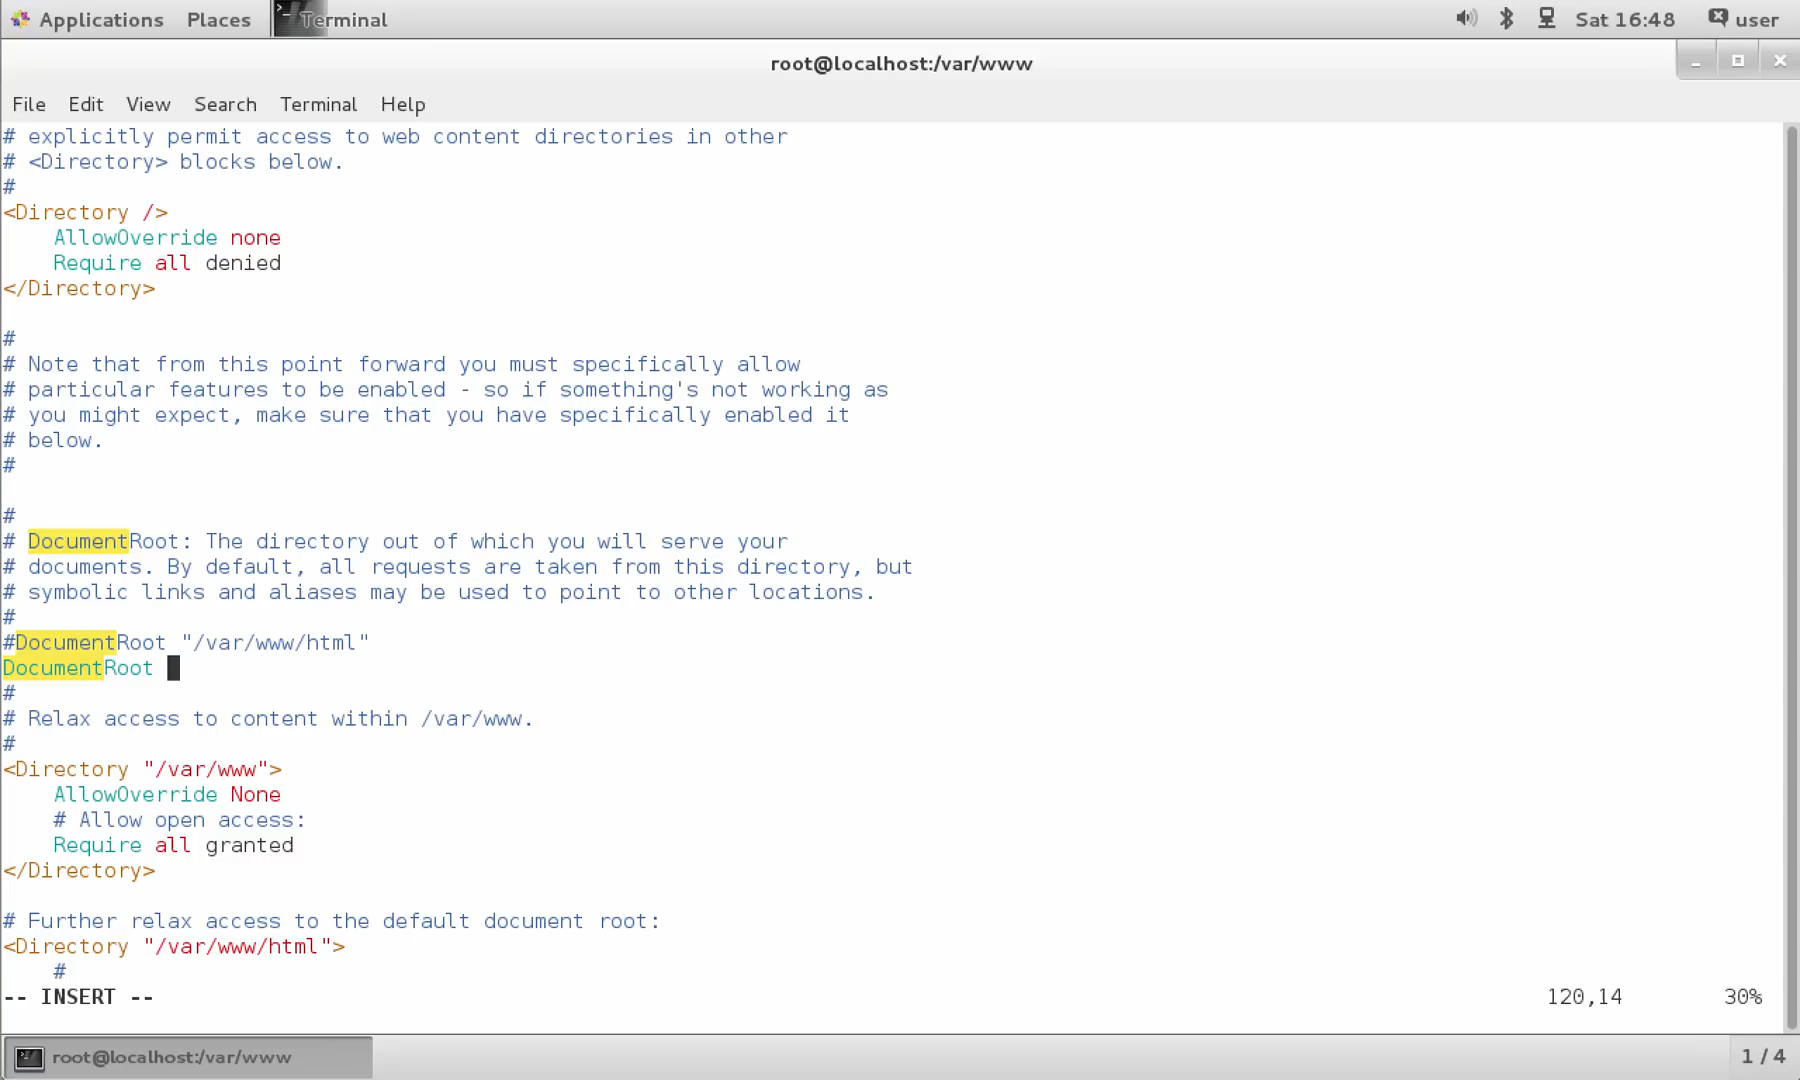 Applications Places Terminal Sat 16:48 user
root@localhost:/var/www
File Edit View Search Terminal Help
# explicitly permit access to web content directories in other
# <Directory> blocks below.
#
<Directory />
    AllowOverride none
    Require all denied
</Directory>
#
# Note that from this point forward you must specifically allow
# particular features to be enabled - so if something's not working as
# you might expect, make sure that you have specifically enabled it
# below.
#
#
# DocumentRoot: The directory out of which you will serve your
# documents. By default, all requests are taken from this directory, but
# symbolic links and aliases may be used to point to other locations.
#
#DocumentRoot "/var/www/html"
DocumentRoot
#
# Relax access to content within /var/www.
#
<Directory "/var/www">
    AllowOverride None
    # Allow open access:
    Require all granted
</Directory>
# Further relax access to the default document root:
<Directory "/var/www/html">
    #
-- INSERT -- 120,14 30%
root@localhost:/var/www 1 / 4